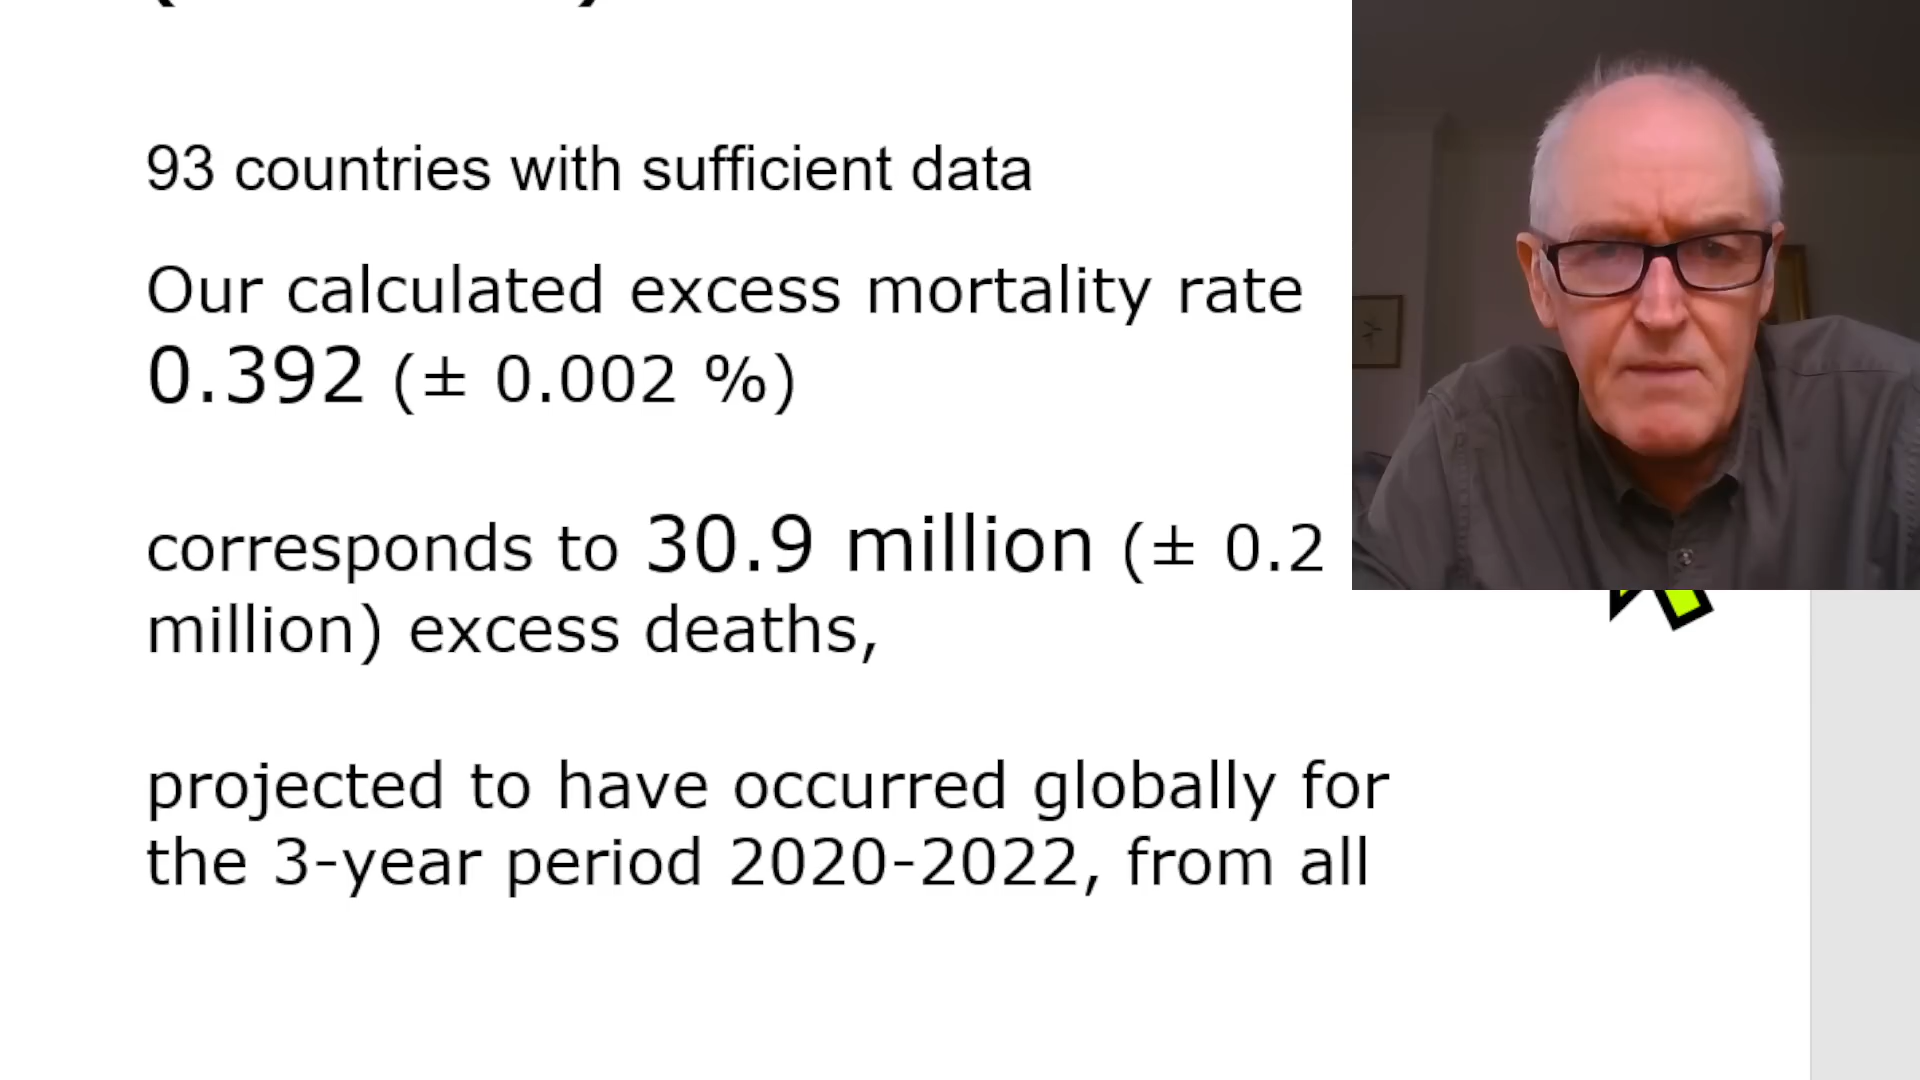 93 countries with sufficient data
Our calculated excess mortality rate
0.392 (± 0.002 %)
corresponds to 30.9 million (± 0.2
million) excess deaths,
projected to have occurred globally for
the 3-year period 2020-2022, from all